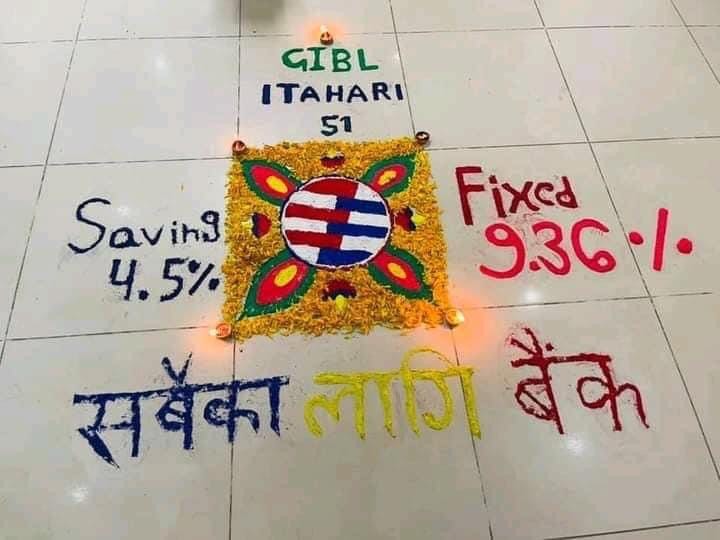 GIBL
ITAHARI
51
Saving
4.5%
Fixed
9.36%
सबैका लागि बैंक